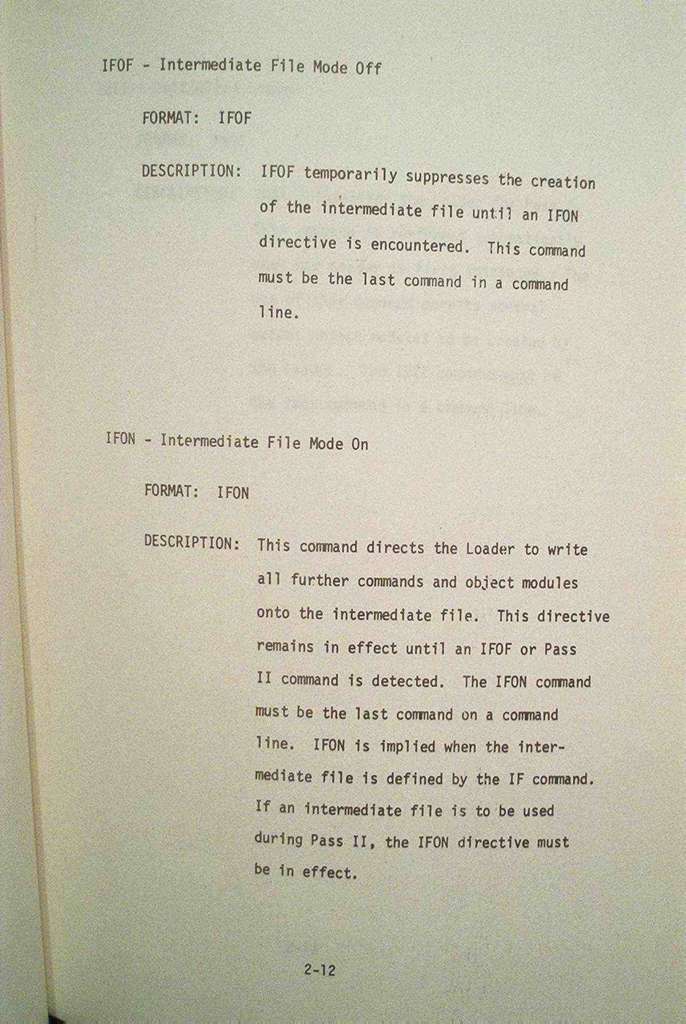 IFOF - Intermediate File Mode Off
FORMAT: IFOF
DESCRIPTION: IFOF temporarily suppresses the creation
of the intermediate file until an IFON
directive is encountered. This command
must be the last command in a command
line.
IFON - Intermediate File Mode On
FORMAT: IFON
DESCRIPTION: This command directs the Loader to write
all further commands and object modules
onto the intermediate file. This directive
remains in effect until an IFOF or Pass
II command is detected. The IFON command
must be the last command on a command
line. IFON is implied when the inter-
mediate file is defined by the IF command.
If an intermediate file is to be used
during Pass II, the IFON directive must
be in effect.
2-12